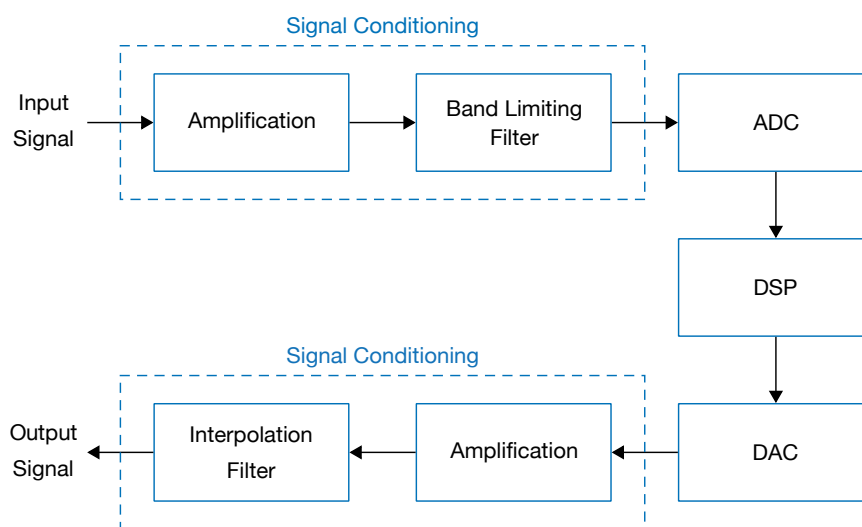 Signal Conditioning
Input
Signal
Amplification
Band Limiting
Filter
ADC
DSP
Signal Conditioning
Output
Signal
Interpolation
Filter
Amplification
DAC